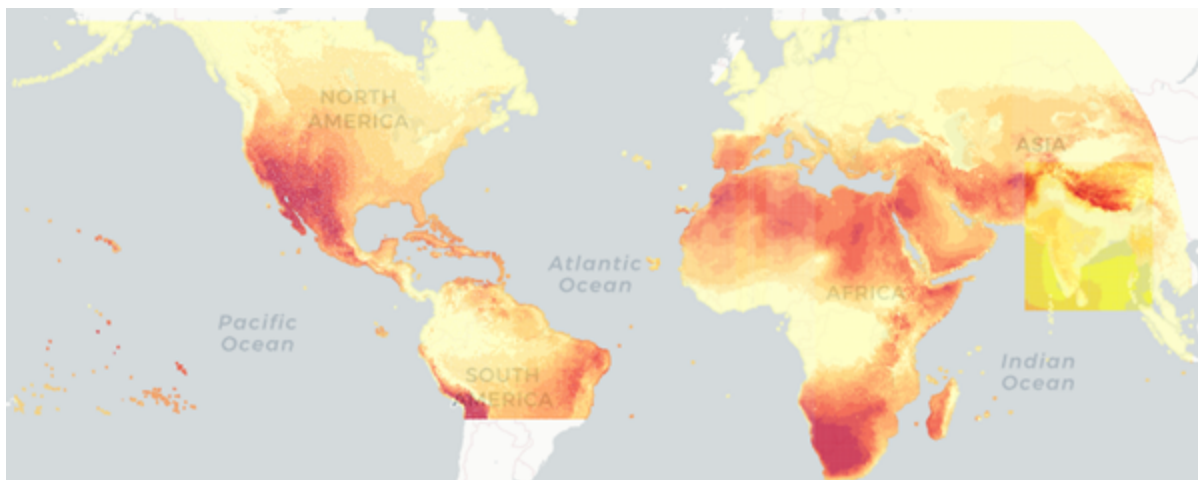 NORTH
AMERICA
ASIA
Atlantic
Ocean
AFRICA
Pacific
Ocean
Indian
Ocean
SOUTH
AMERICA